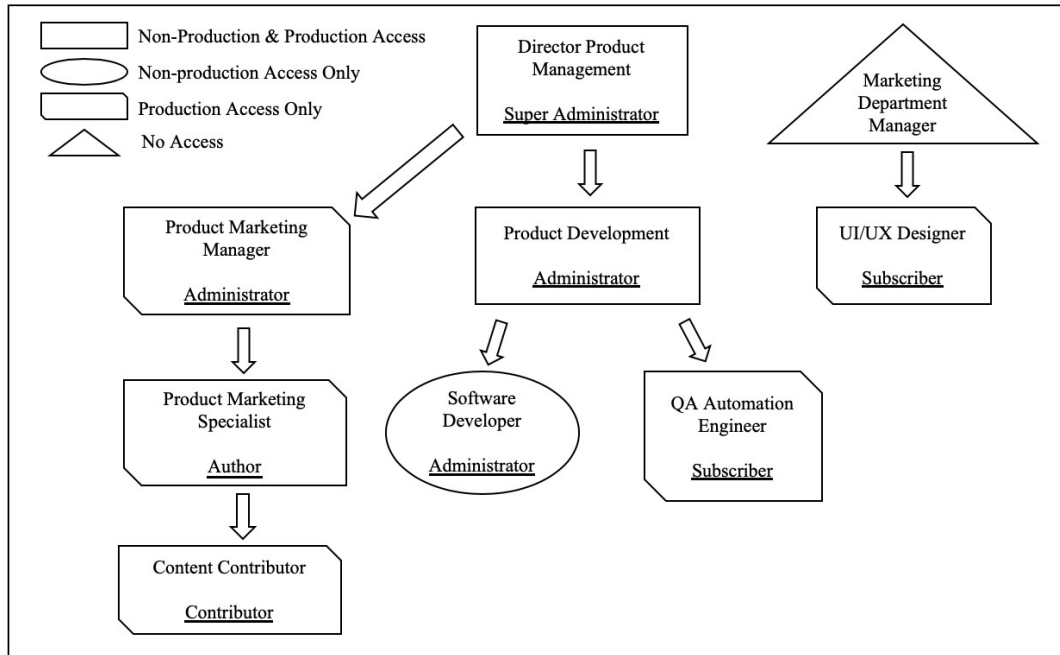 Non-Production & Production Access
Non-production Access Only
Production Access Only
No Access
Director Product
Management
Super Administrator
Marketing
Department
Manager
Product Marketing
Manager
Administrator
Product Development
Administrator
UI/UX Designer
Subscriber
Product Marketing
Specialist
Author
Software
Developer
Administrator
QA Automation
Engineer
Subscriber
Content Contributor
Contributor